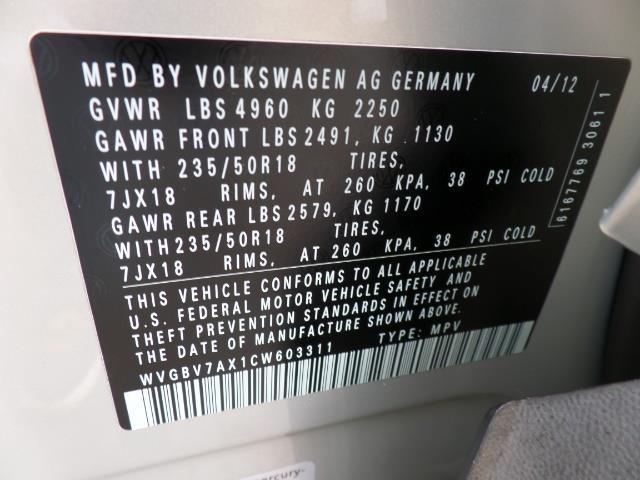 MFD BY VOLKSWAGEN AG GERMANY 04/12
GVWR LBS 4960 KG 2250
GAWR FRONT LBS 2491, KG 1130
WITH 235/50R18 TIRES,
7JX18 RIMS, AT 260 KPA, 38 PSI COLD
GAWR REAR LBS 2579, KG 1170
WITH 235/50R18 TIRES,
7JX18 RIMS, AT 260 KPA, 38 PSI COLD
THIS VEHICLE CONFORMS TO ALL APPLICABLE
U.S. FEDERAL MOTOR VEHICLE SAFETY AND
THEFT PREVENTION STANDARDS IN EFFECT ON
THE DATE OF MANUFACTURE SHOWN ABOVE.
WVGBV7AX1CW603311 TYPE: MPV
6167769 3061 1